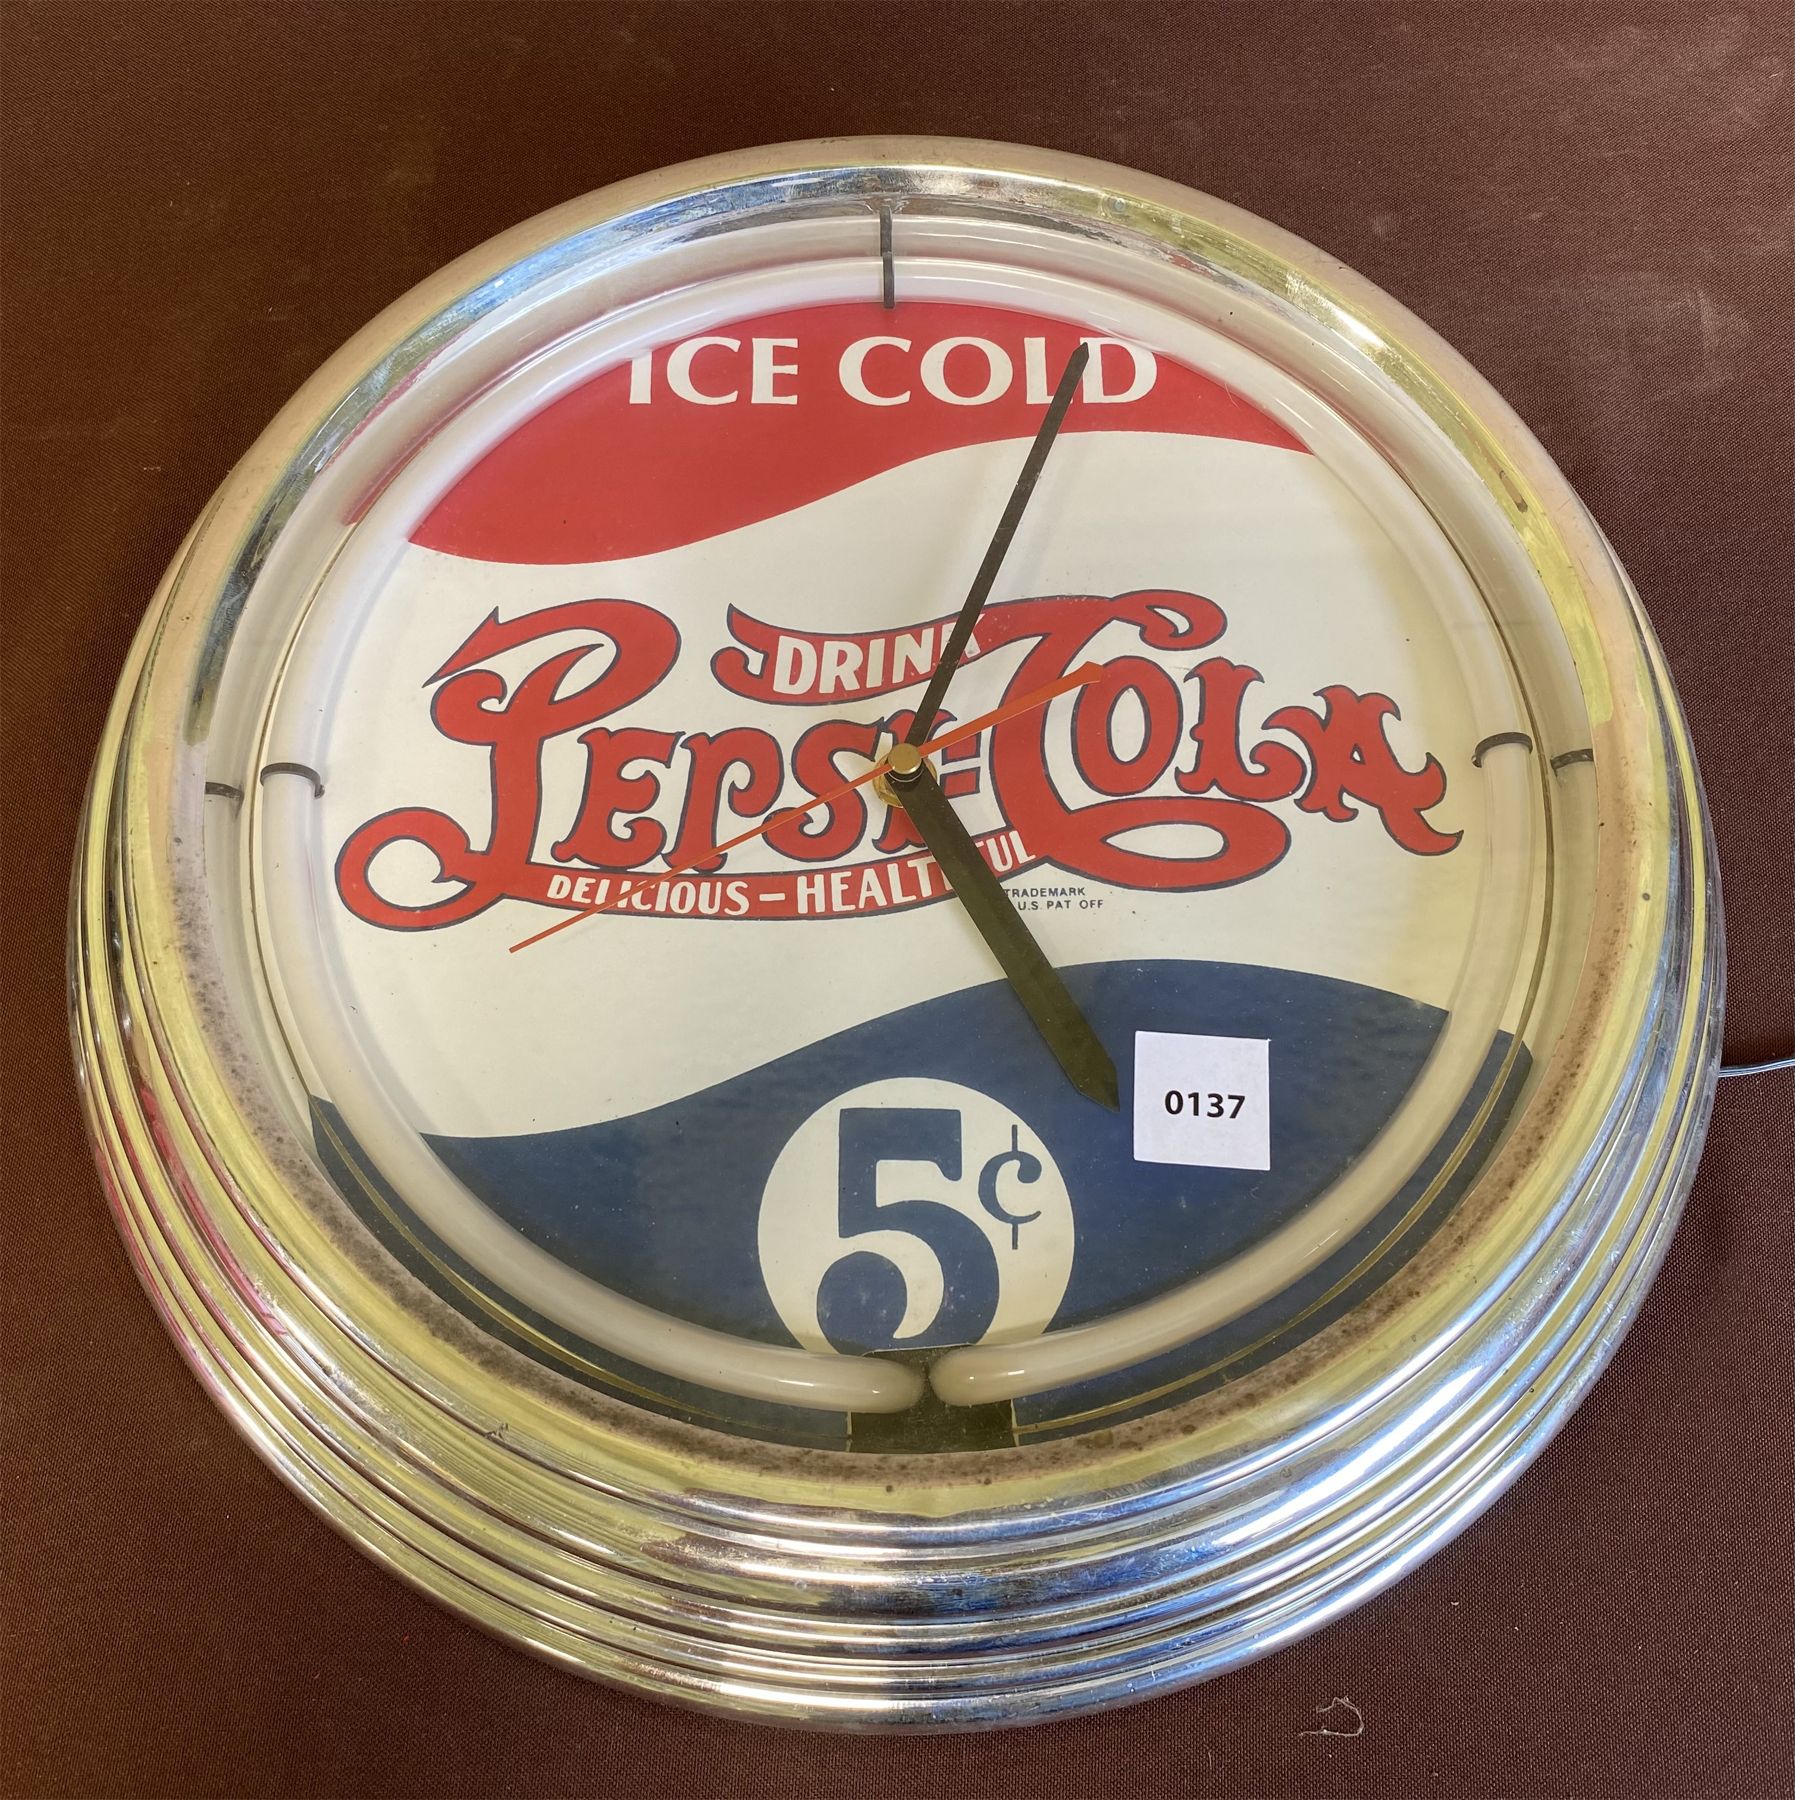 ICE COLD
DRINK
PEPSI-COLA
DELICIOUS-HEALTHFUL
TRADEMARK
U.S. PAT OFF
0137
5¢